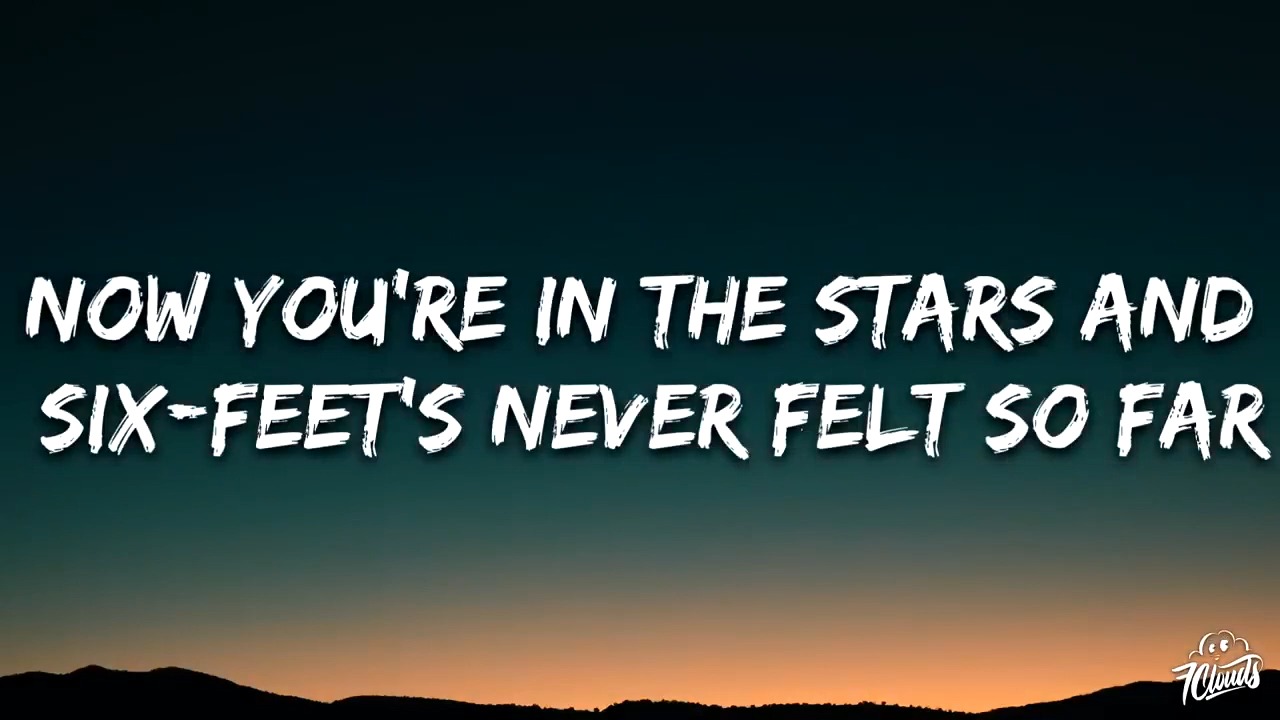 NOW YOU'RE IN THE STARS AND
SIX-FEET'S NEVER FELT SO FAR
7Clouds